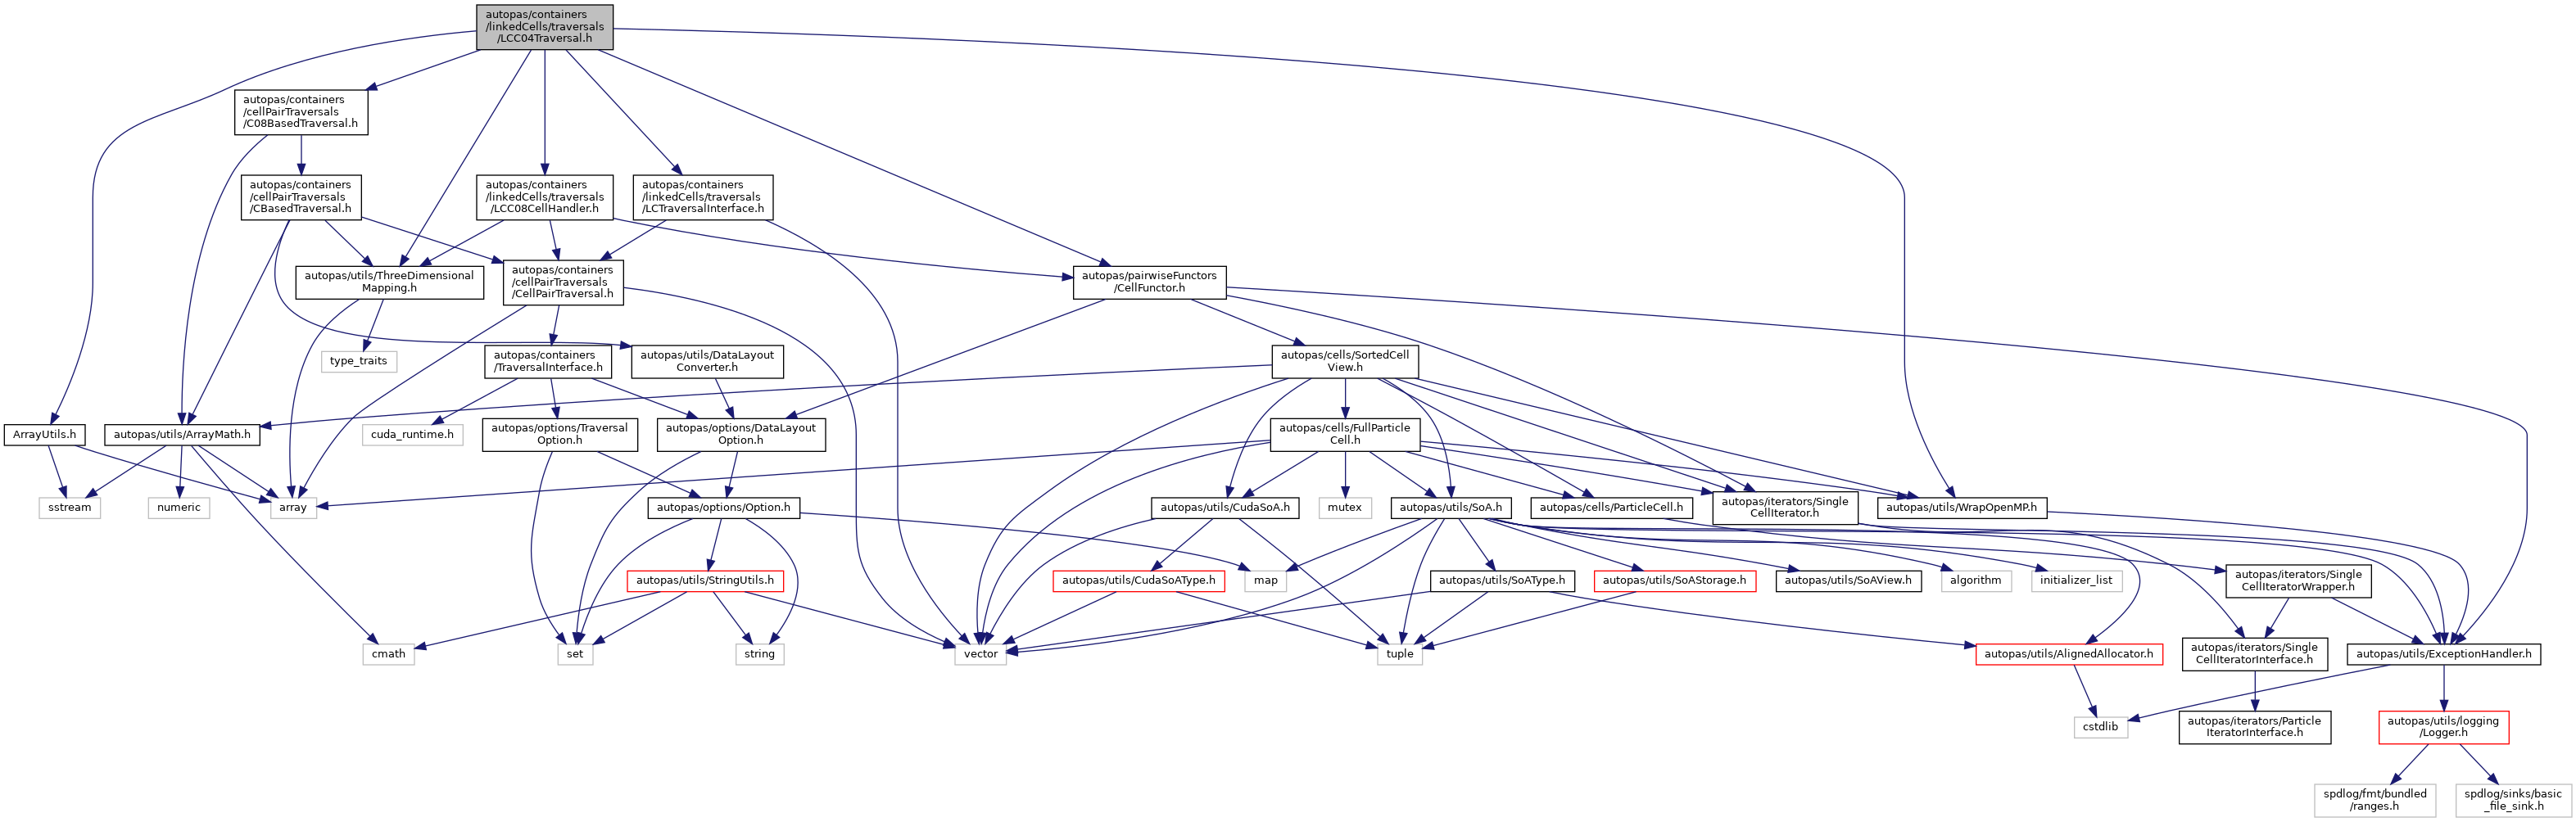 autopas/containers
/linkedCells/traversals
/LCC04Traversal.h
autopas/containers
/cellPairTraversals
/C08BasedTraversal.h
autopas/containers
/cellPairTraversals
/CBasedTraversal.h
autopas/containers
/linkedCells/traversals
/LCC08CellHandler.h
autopas/containers
/linkedCells/traversals
/LCTraversalInterface.h
autopas/utils/ThreeDimensional
Mapping.h
autopas/containers
/cellPairTraversals
/CellPairTraversal.h
autopas/pairwiseFunctors
/CellFunctor.h
type_traits
autopas/containers
/TraversalInterface.h
autopas/utils/DataLayout
Converter.h
autopas/cells/SortedCell
View.h
ArrayUtils.h
autopas/utils/ArrayMath.h
cuda_runtime.h
autopas/options/Traversal
Option.h
autopas/options/DataLayout
Option.h
autopas/cells/FullParticle
Cell.h
sstream
numeric
array
autopas/options/Option.h
autopas/utils/CudaSoA.h
mutex
autopas/utils/SoA.h
autopas/cells/ParticleCell.h
autopas/iterators/Single
CellIterator.h
autopas/utils/WrapOpenMP.h
autopas/utils/StringUtils.h
autopas/utils/CudaSoAType.h
map
autopas/utils/SoAType.h
autopas/utils/SoAStorage.h
autopas/utils/SoAView.h
algorithm
initializer_list
autopas/iterators/Single
CellIteratorWrapper.h
cmath
set
string
vector
tuple
autopas/utils/AlignedAllocator.h
autopas/iterators/Single
CellIteratorInterface.h
autopas/utils/ExceptionHandler.h
cstdlib
autopas/iterators/Particle
IteratorInterface.h
autopas/utils/logging
/Logger.h
spdlog/fmt/bundled
/ranges.h
spdlog/sinks/basic
_file_sink.h